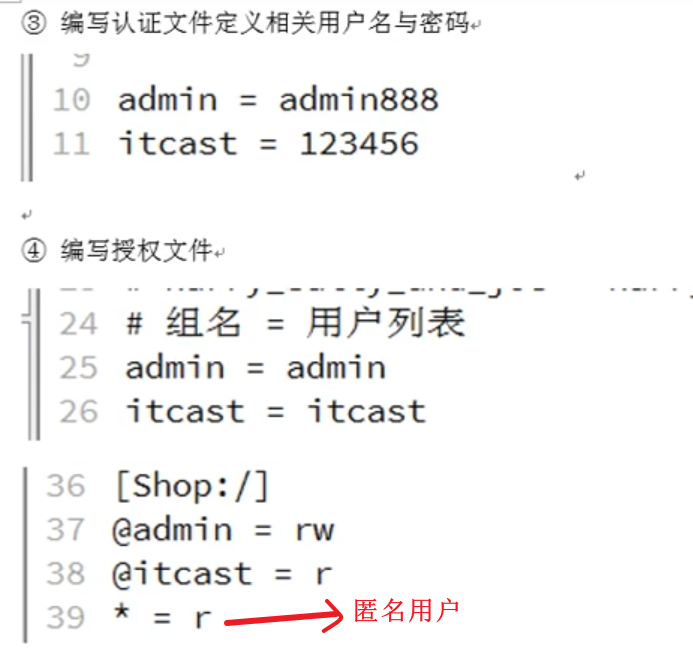 ③ 编写认证文件定义相关用户名与密码
9
10 admin = admin888
11 itcast = 123456
④ 编写授权文件
24 # 组名 = 用户列表
25 admin = admin
26 itcast = itcast
36 [Shop:/]
37 @admin = rw
38 @itcast = r
39 * = r 匿名用户